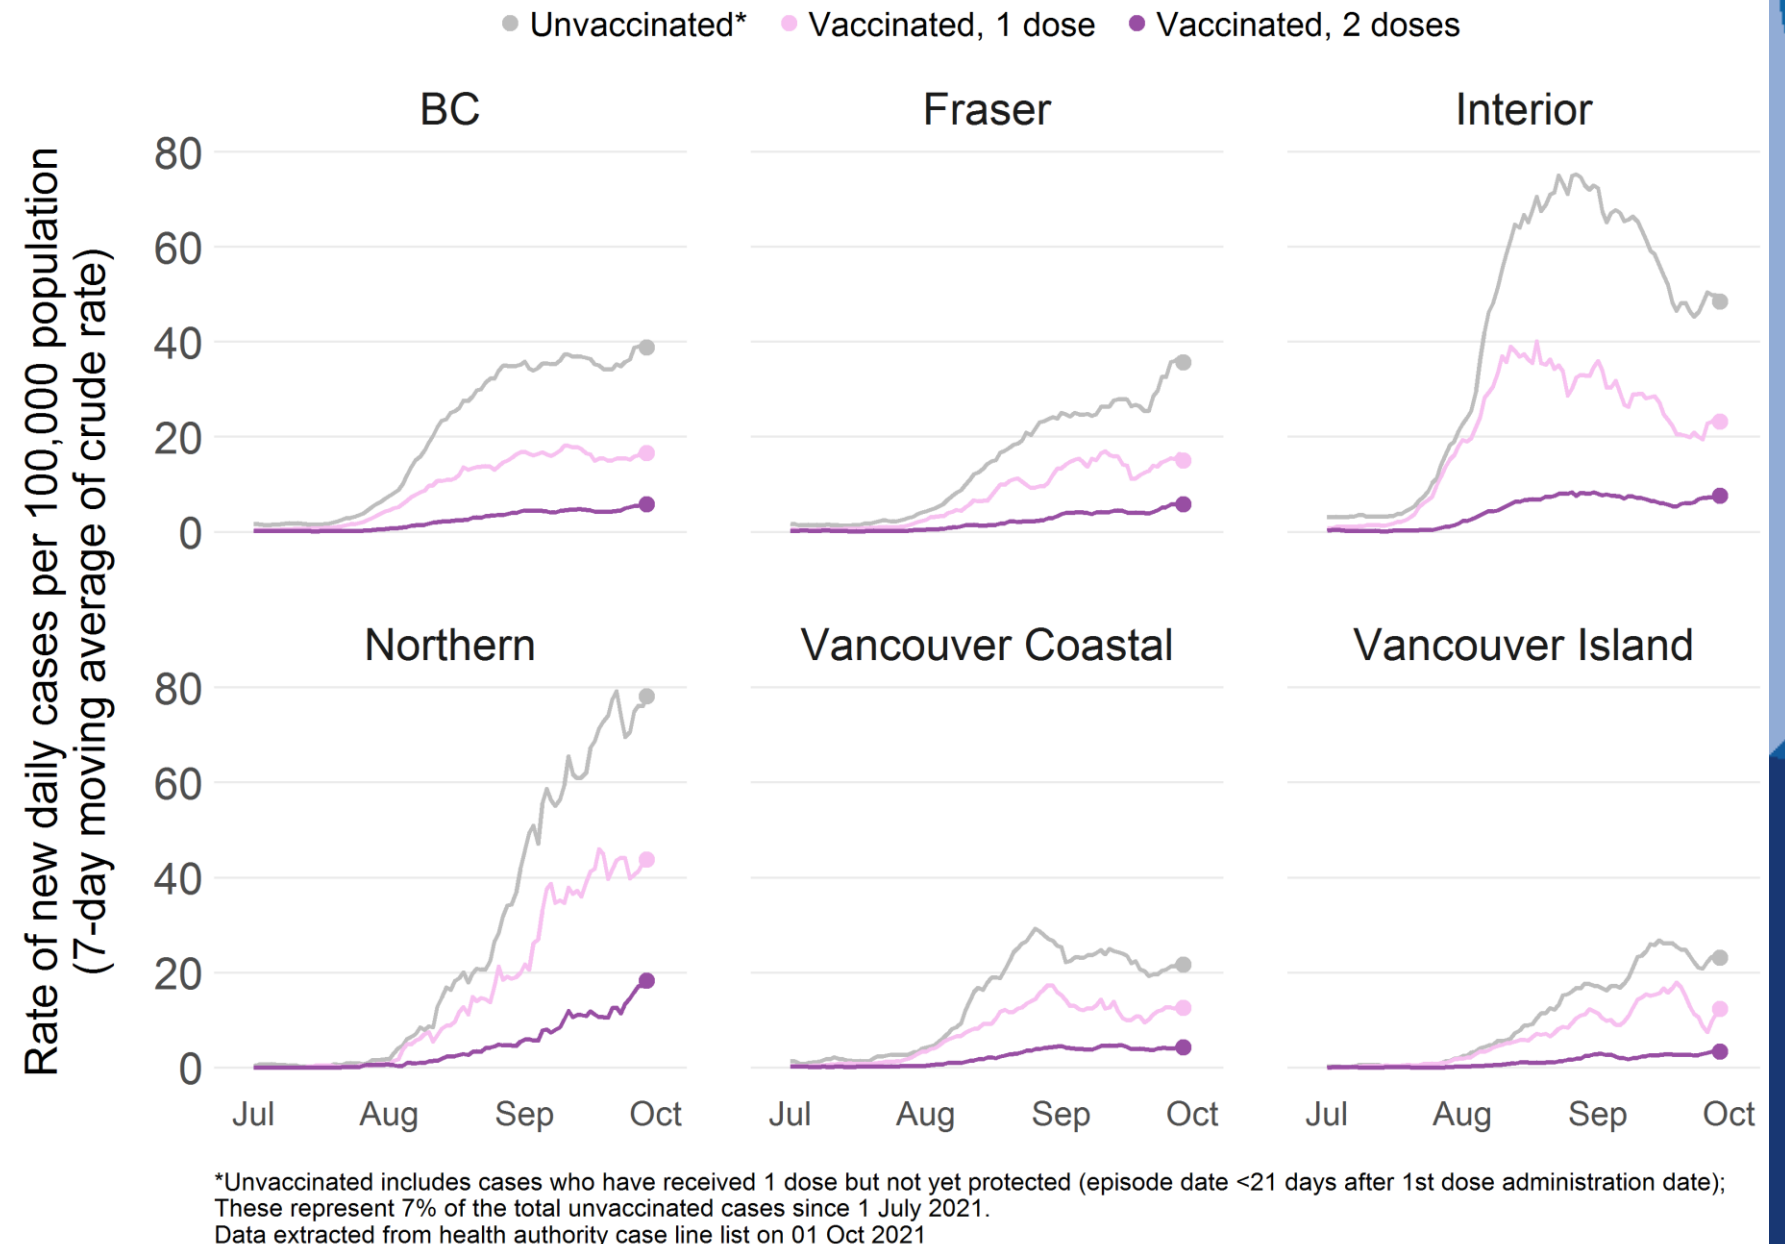 Unvaccinated* Vaccinated, 1 dose Vaccinated, 2 doses
Rate of new daily cases per 100,000 population
(7-day moving average of crude rate)
BC Fraser Interior
80
60
40
20
0
Northern Vancouver Coastal Vancouver Island
80
60
40
20
0
Jul Aug Sep Oct Jul Aug Sep Oct Jul Aug Sep Oct
*Unvaccinated includes cases who have received 1 dose but not yet protected (episode date <21 days after 1st dose administration date);
These represent 7% of the total unvaccinated cases since 1 July 2021.
Data extracted from health authority case line list on 01 Oct 2021